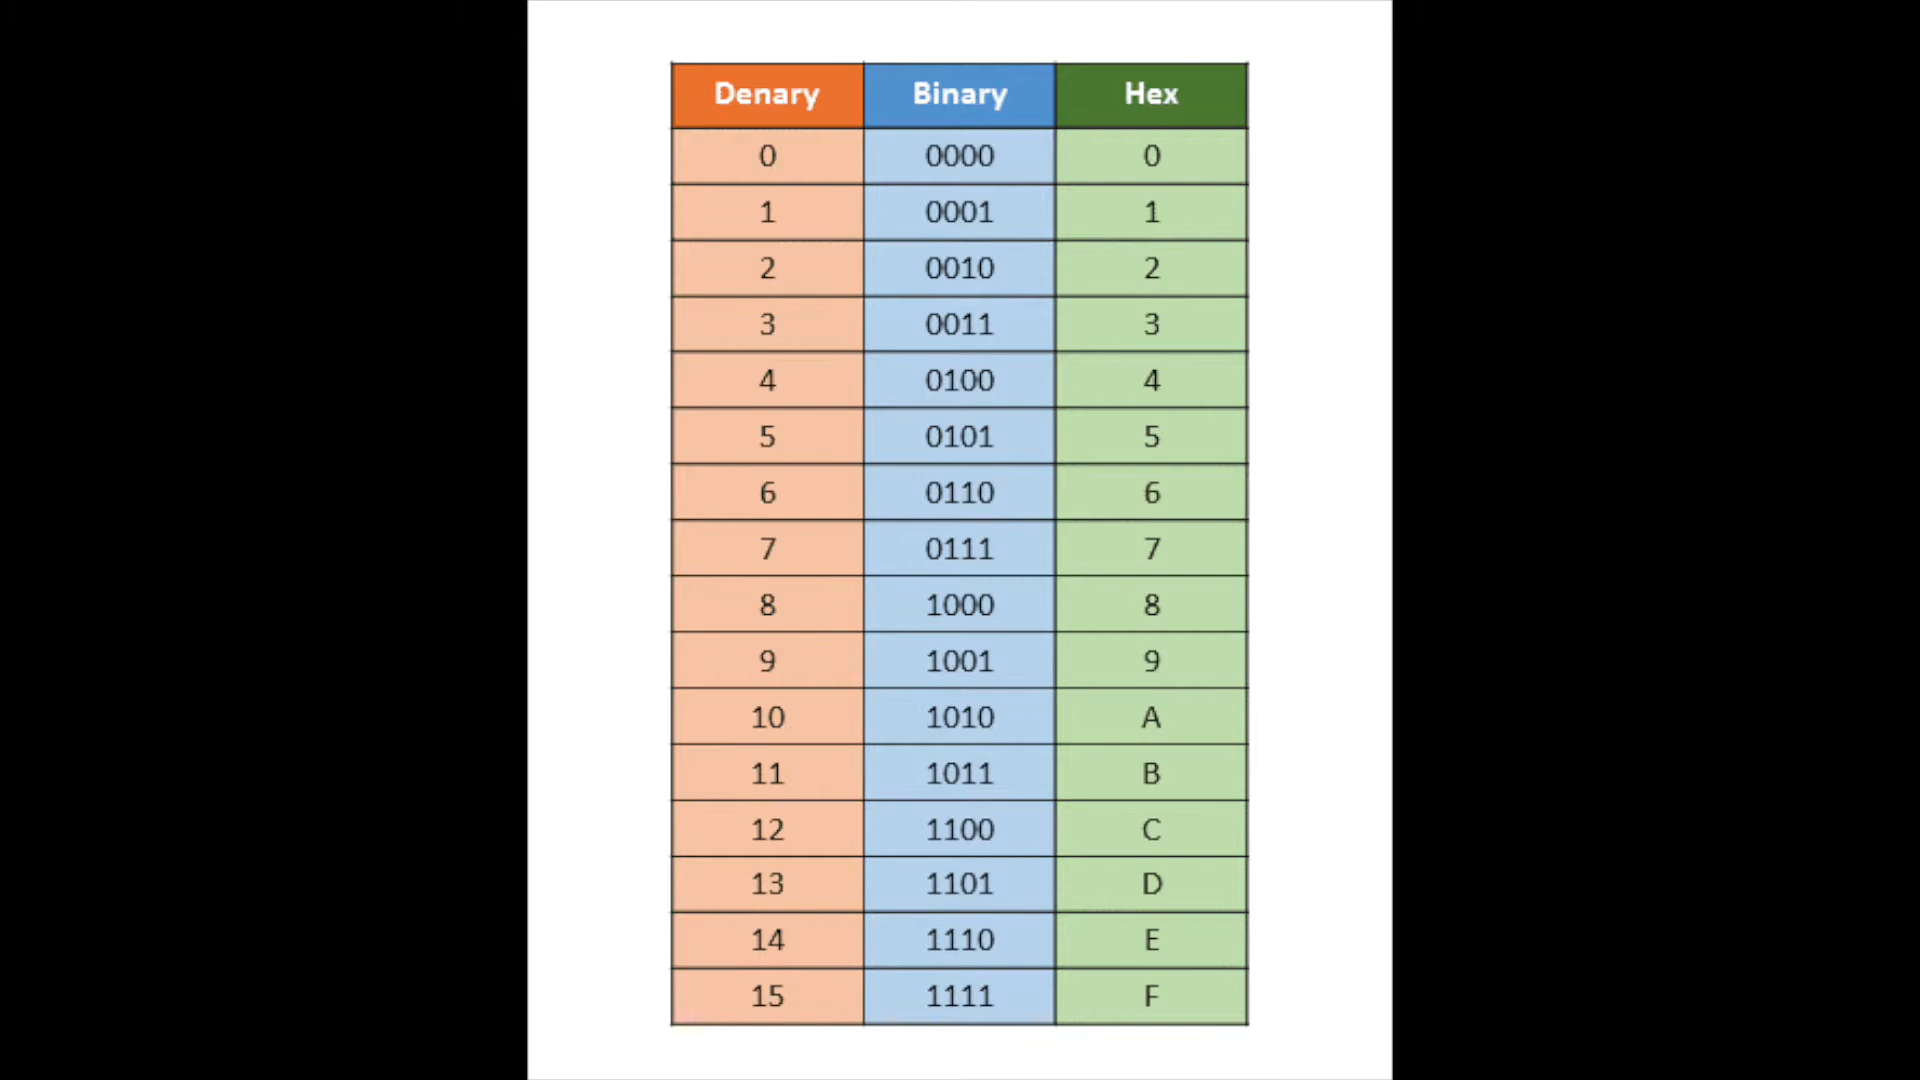 Denary Binary Hex
0 0000 0
1 0001 1
2 0010 2
3 0011 3
4 0100 4
5 0101 5
6 0110 6
7 0111 7
8 1000 8
9 1001 9
10 1010 A
11 1011 B
12 1100 C
13 1101 D
14 1110 E
15 1111 F